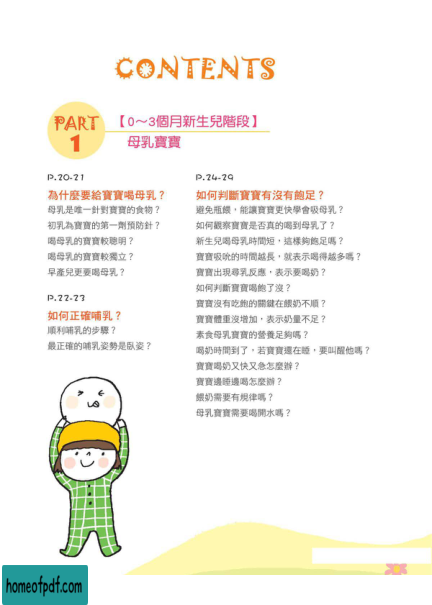 CONTENTS
PART 1
【0～3個月新生兒階段】
母乳寶寶
P.20-21
為什麼要給寶寶喝母乳？
母乳是唯一針對寶寶的食物？
初乳為寶寶的第一劑預防針？
喝母乳的寶寶較聰明？
喝母乳的寶寶較獨立？
早產兒更要喝母乳？
P.22-23
如何正確哺乳？
順利哺乳的步驟？
最正確的哺乳姿勢是臥姿？
P.24-29
如何判斷寶寶有沒有飽足？
避免瓶餵，能讓寶寶更快學會吸母乳？
如何觀察寶寶是否真的喝到母乳了？
新生兒喝母乳時間短，這樣夠飽足嗎？
寶寶吸吮的時間越長，就表示喝得越多嗎？
寶寶出現尋乳反應，表示要喝奶？
如何判斷寶寶喝飽了沒？
寶寶沒有吃飽的關鍵在餵奶不順？
寶寶體重沒增加，表示奶量不足？
素食母乳寶寶的營養足夠嗎？
喝奶時間到了，若寶寶還在睡，要叫醒他嗎？
寶寶喝奶又快又急怎麼辦？
寶寶邊睡邊喝怎麼辦？
餵奶需要有規律嗎？
母乳寶寶需要喝開水嗎？
homeofpdf.com